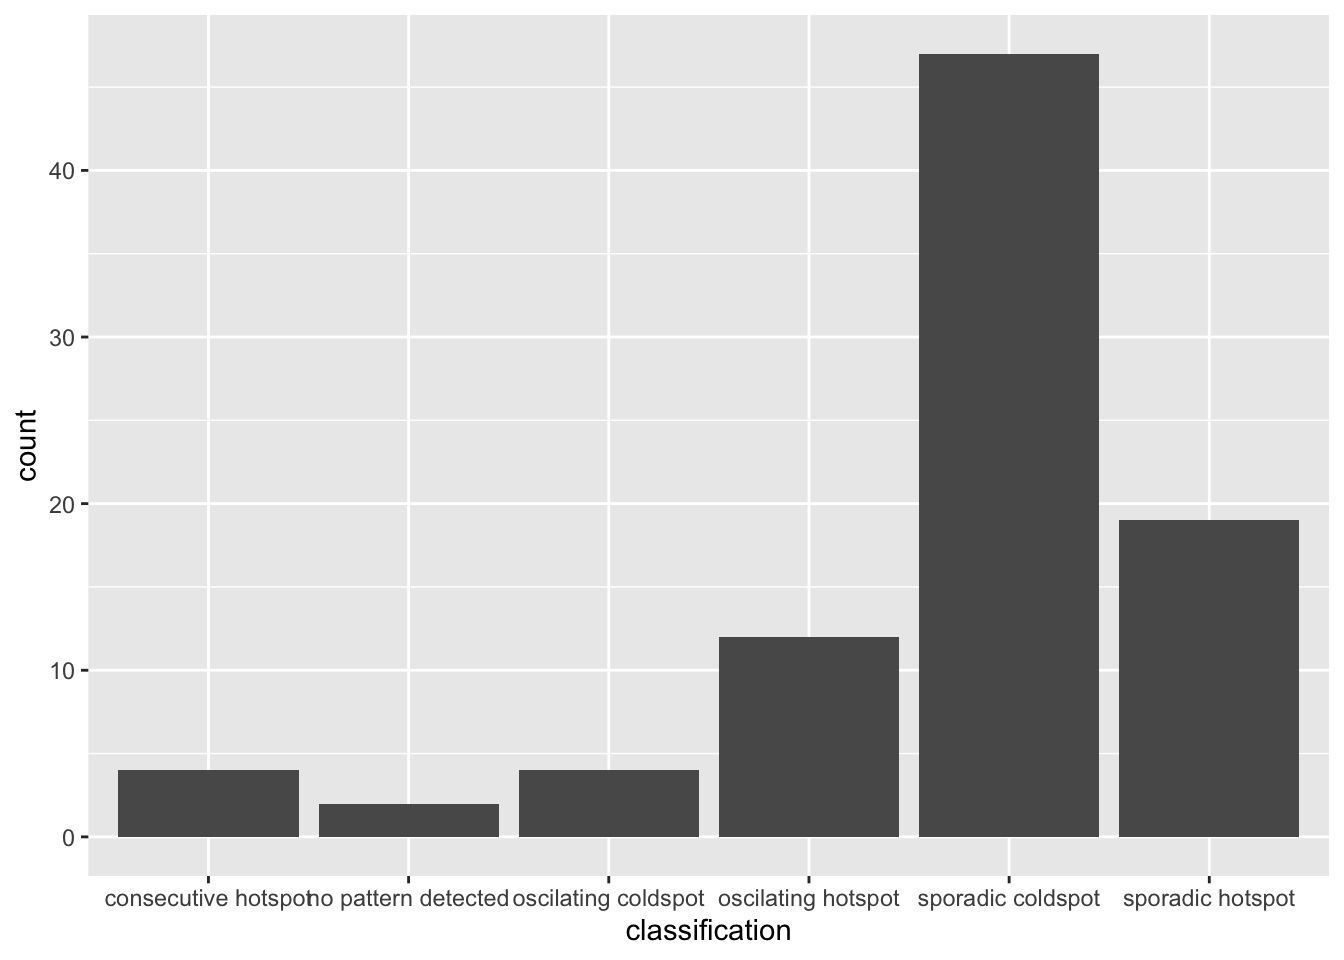 count
40
30
20
10
0
consecutive hotspot no pattern detected oscilating coldspot oscilating hotspot sporadic coldspot sporadic hotspot
classification